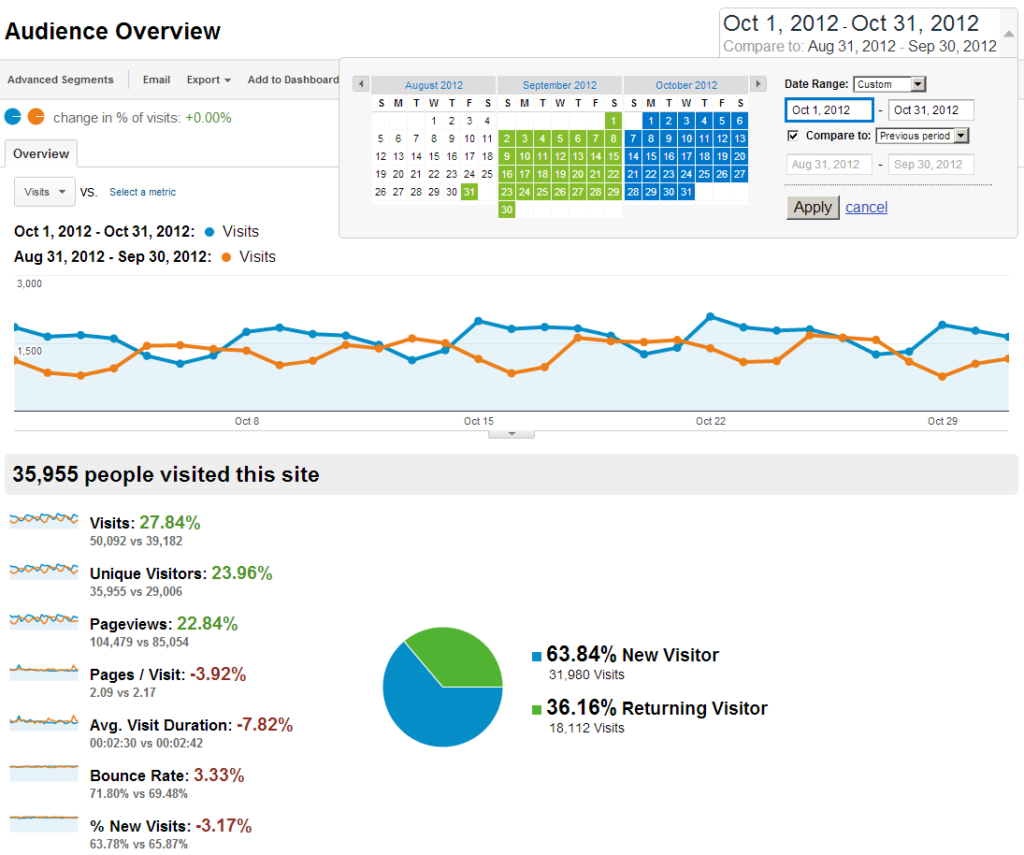 Audience Overview
Oct 1, 2012 - Oct 31, 2012
Compare to: Aug 31, 2012 - Sep 30, 2012
Advanced Segments Email Export Add to Dashboard
change in % of visits: +0.00%
Overview
Visits VS. Select a metric
August 2012 September 2012 October 2012
S M T W T F S S M T W T F S S M T W T F S
1 2 3 4 1 1 2 3 4 5 6
5 6 7 8 9 10 11 2 3 4 5 6 7 8 7 8 9 10 11 12 13
12 13 14 15 16 17 18 9 10 11 12 13 14 15 14 15 16 17 18 19 20
19 20 21 22 23 24 25 16 17 18 19 20 21 22 21 22 23 24 25 26 27
26 27 28 29 30 31 23 24 25 26 27 28 29 28 29 30 31
30
Date Range: Custom
Oct 1, 2012 - Oct 31, 2012
Compare to: Previous period
Aug 31, 2012 - Sep 30, 2012
Apply cancel
Oct 1, 2012 - Oct 31, 2012: Visits
Aug 31, 2012 - Sep 30, 2012: Visits
3,000
1,500
Oct 8 Oct 15 Oct 22 Oct 29
35,955 people visited this site
Visits: 27.84%
50,092 vs 39,182
Unique Visitors: 23.96%
35,955 vs 29,006
Pageviews: 22.84%
104,479 vs 85,054
Pages / Visit: -3.92%
2.09 vs 2.17
Avg. Visit Duration: -7.82%
00:02:30 vs 00:02:42
Bounce Rate: 3.33%
71.80% vs 69.48%
% New Visits: -3.17%
63.78% vs 65.87%
63.84% New Visitor
31,980 Visits
36.16% Returning Visitor
18,112 Visits